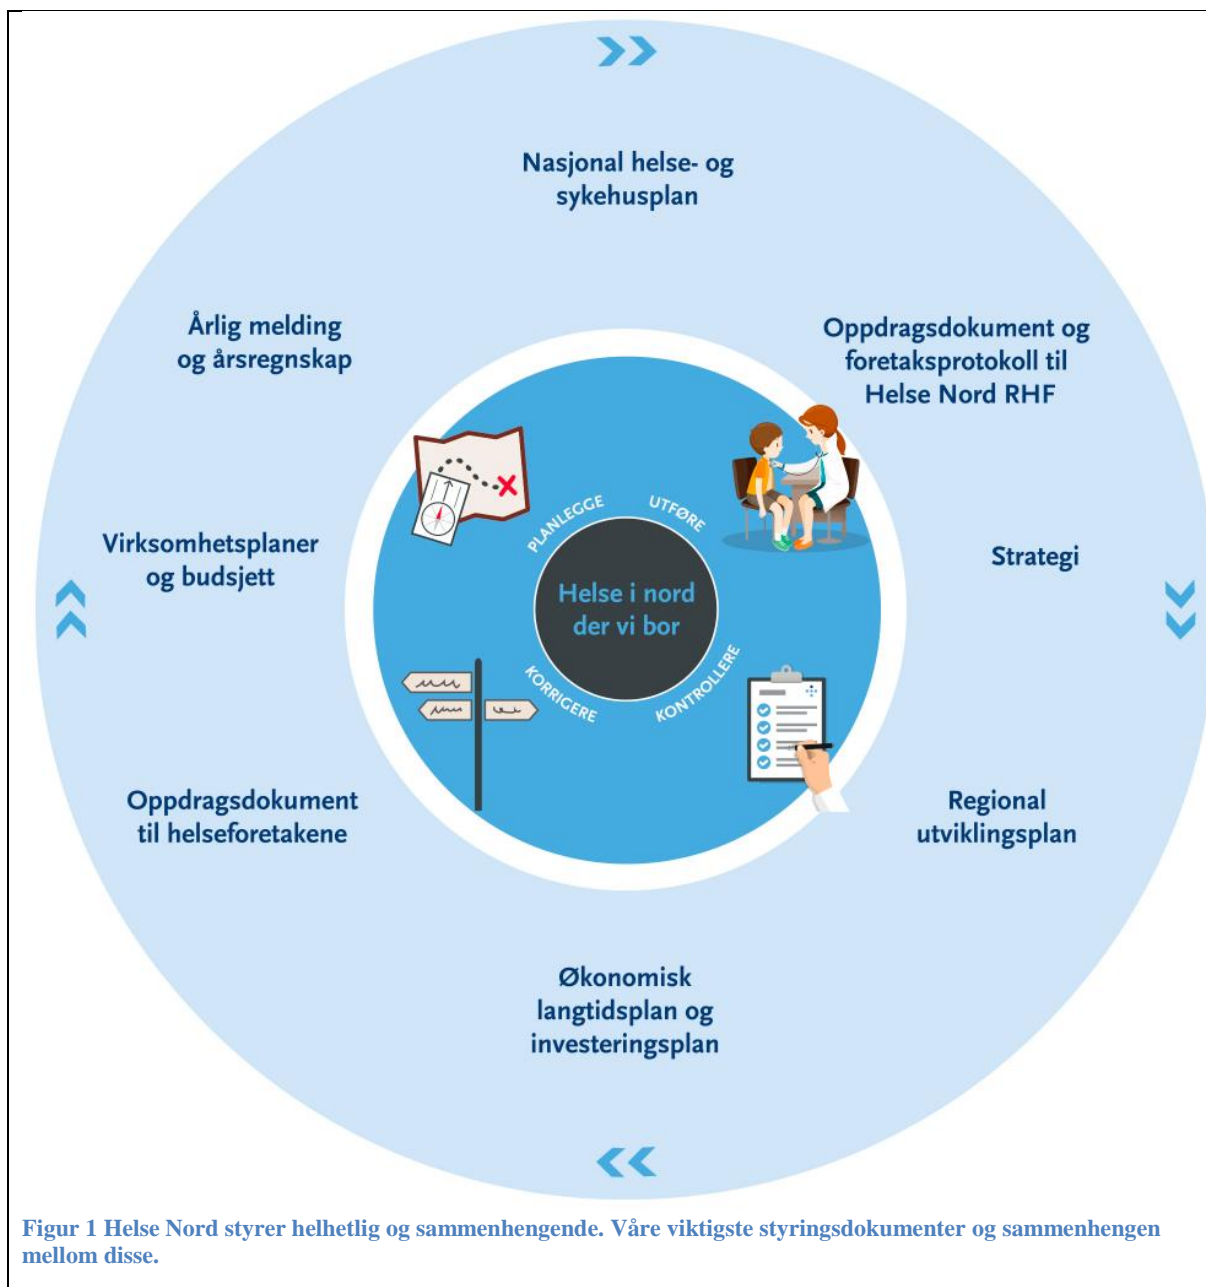 Nasjonal helse- og
sykehusplan
Oppdragsdokument og
foretaksprotokoll til
Helse Nord RHF
Strategi
Regional
utviklingsplan
Økonomisk
langtidsplan og
investeringsplan
Oppdragsdokument
til helseforetakene
Virksomhetsplaner
og budsjett
Årlig melding
og årsregnskap
PLANLEGGE
UTFØRE
KONTROLLERE
KORRIGERE
Helse i nord
der vi bor
Figur 1 Helse Nord styrer helhetlig og sammenhengende. Våre viktigste styringsdokumenter og sammenhengen
mellom disse.